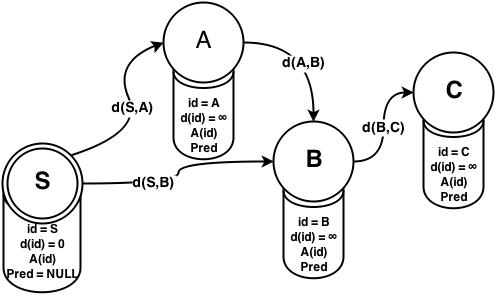 A
id = A
d(id) = ∞
A(id)
Pred
d(S,A)
d(A,B)
C
id = C
d(id) = ∞
A(id)
Pred
d(B,C)
B
id = B
d(id) = ∞
A(id)
Pred
d(S,B)
S
id = S
d(id) = 0
A(id)
Pred = NULL